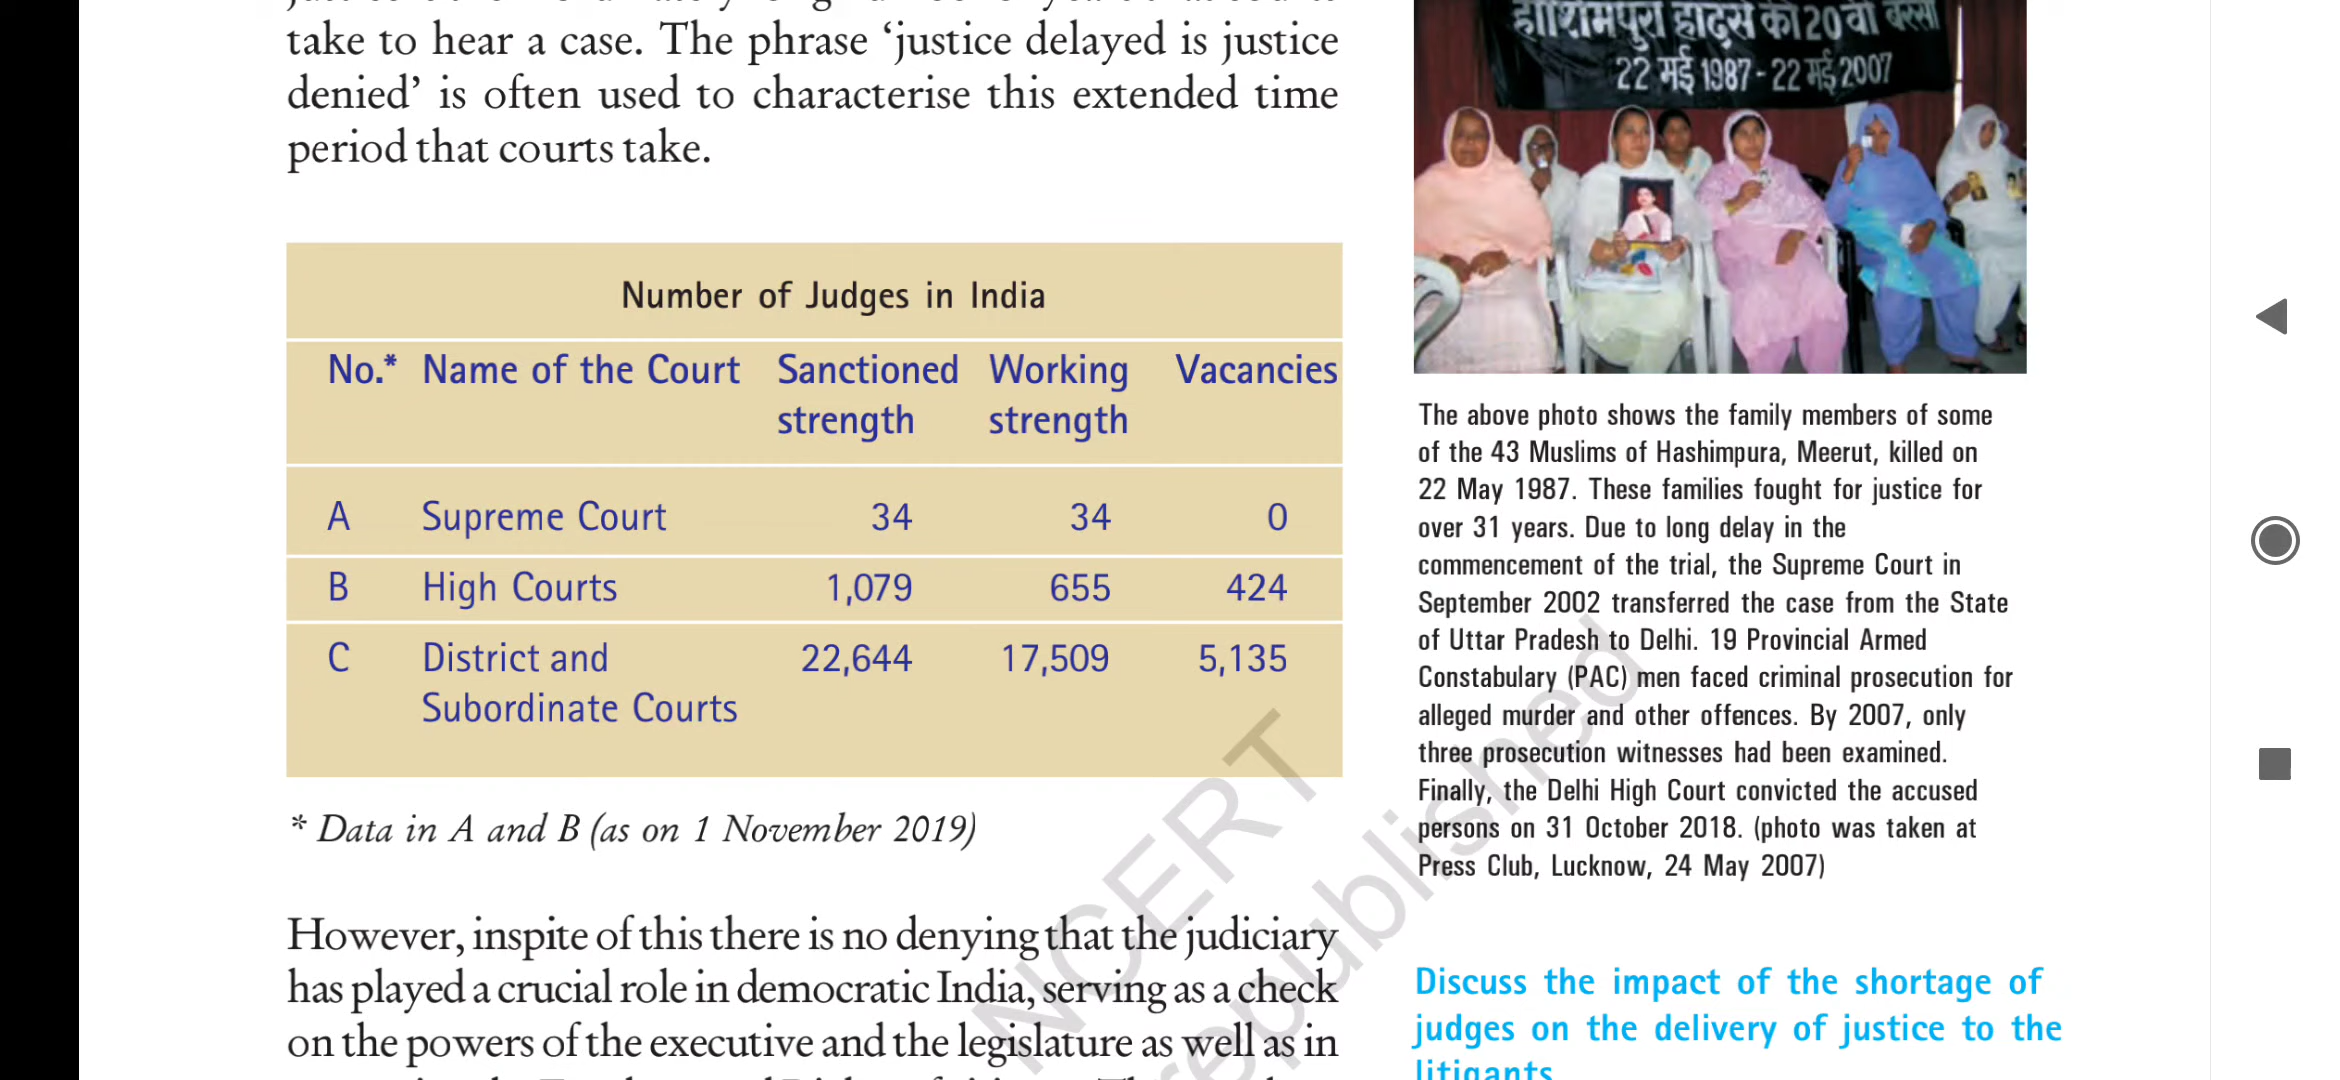 take to hear a case. The phrase ‘justice delayed is justice
denied’ is often used to characterise this extended time
period that courts take.
Number of Judges in India
No.* Name of the Court Sanctioned strength Working strength Vacancies
A Supreme Court 34 34 0
B High Courts 1,079 655 424
C District and Subordinate Courts 22,644 17,509 5,135
* Data in A and B (as on 1 November 2019)
However, inspite of this there is no denying that the judiciary
has played a crucial role in democratic India, serving as a check
on the powers of the executive and the legislature as well as in
हाशिमपुरा हादसे की 20वीं बरसी
22 मई 1987 - 22 मई 2007
The above photo shows the family members of some
of the 43 Muslims of Hashimpura, Meerut, killed on
22 May 1987. These families fought for justice for
over 31 years. Due to long delay in the
commencement of the trial, the Supreme Court in
September 2002 transferred the case from the State
of Uttar Pradesh to Delhi. 19 Provincial Armed
Constabulary (PAC) men faced criminal prosecution for
alleged murder and other offences. By 2007, only
three prosecution witnesses had been examined.
Finally, the Delhi High Court convicted the accused
persons on 31 October 2018. (photo was taken at
Press Club, Lucknow, 24 May 2007)
Discuss the impact of the shortage of
judges on the delivery of justice to the
litigants
NCERT
republished